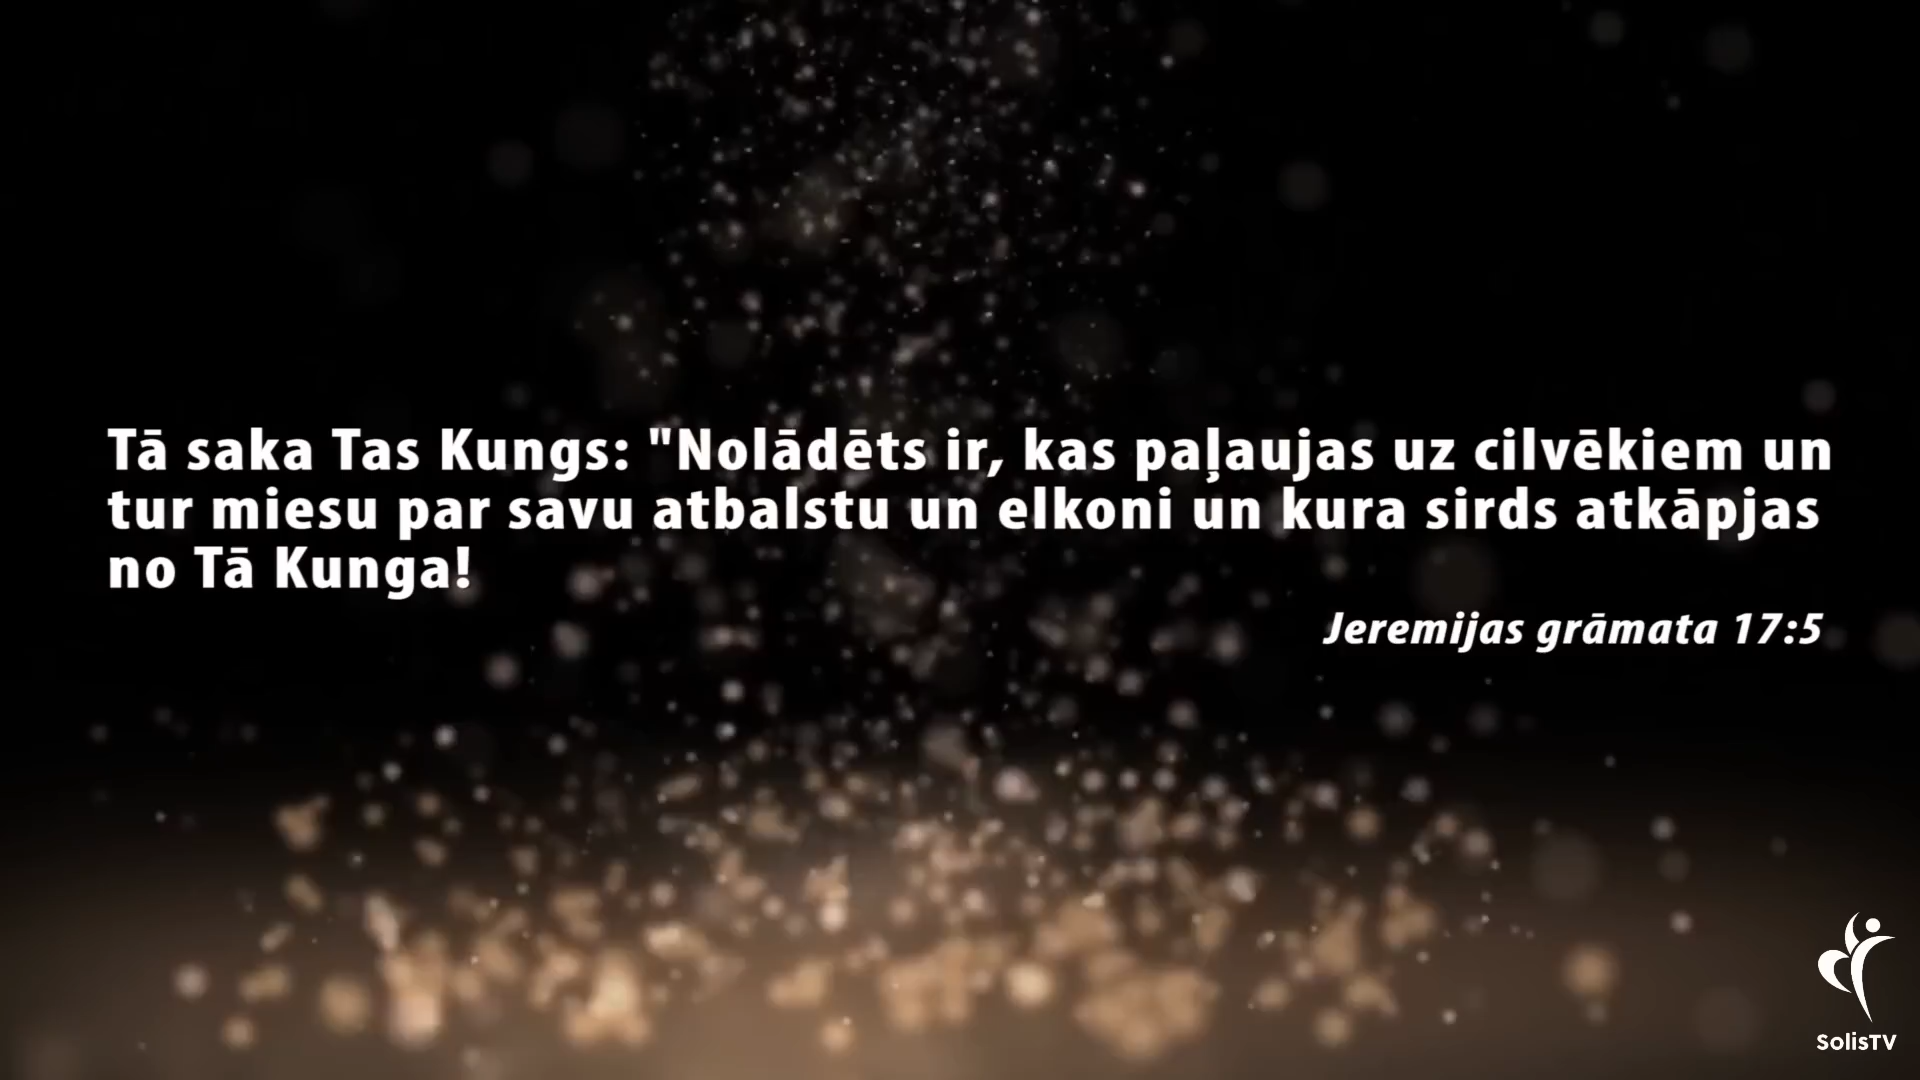 Tā saka Tas Kungs: "Nolādēts ir, kas paļaujas uz cilvēkiem un
tur miesu par savu atbalstu un elkoni un kura sirds atkāpjas
no Tā Kunga!
Jeremijas grāmata 17:5
SolisTV